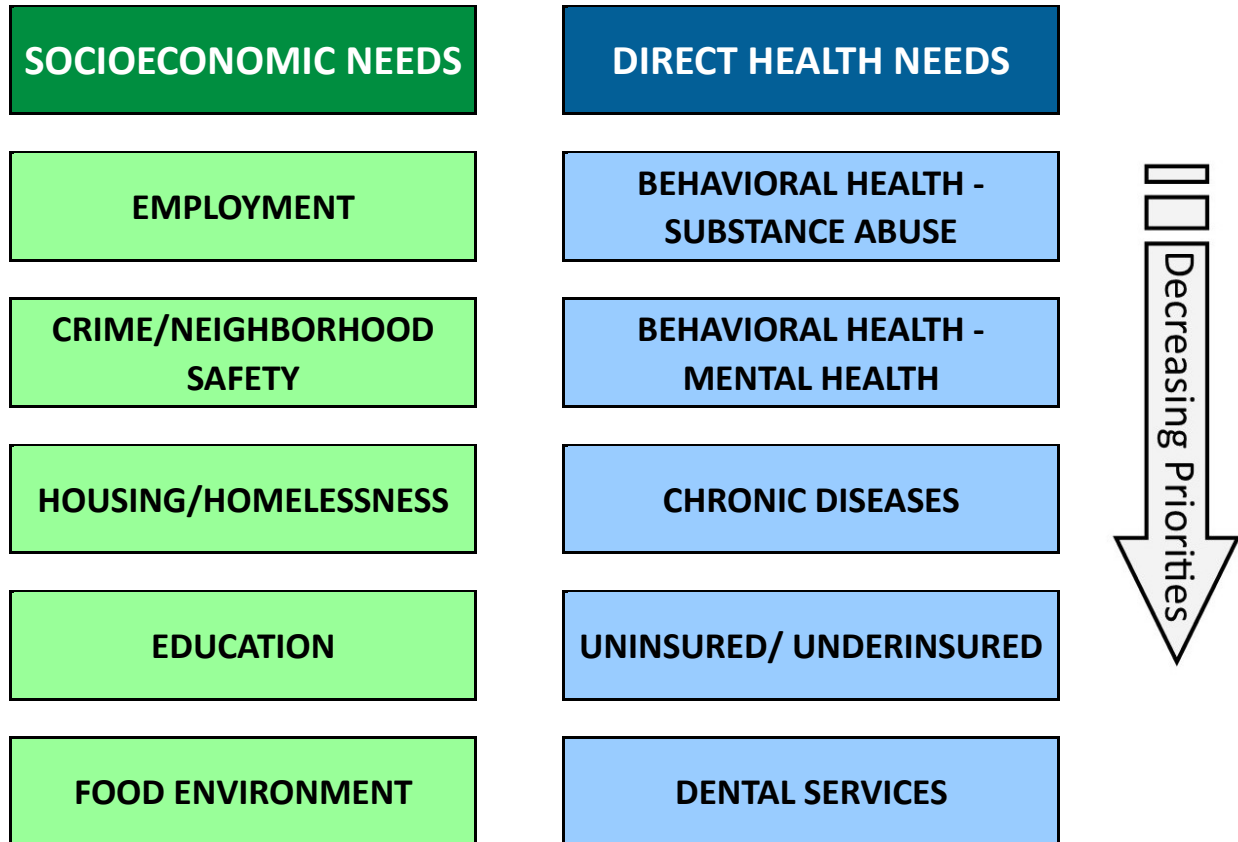 SOCIOECONOMIC NEEDS
EMPLOYMENT
CRIME/NEIGHBORHOOD
SAFETY
HOUSING/HOMELESSNESS
EDUCATION
FOOD ENVIRONMENT
DIRECT HEALTH NEEDS
BEHAVIORAL HEALTH -
SUBSTANCE ABUSE
BEHAVIORAL HEALTH -
MENTAL HEALTH
CHRONIC DISEASES
UNINSURED/ UNDERINSURED
DENTAL SERVICES
Decreasing Priorities